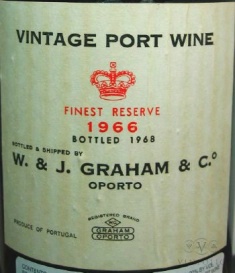 VINTAGE PORT WINE
FINEST RESERVE
1966
BOTTLED 1968
BOTTLED & SHIPPED BY
W. & J. GRAHAM & Cº
OPORTO
PRODUCE OF PORTUGAL
REGISTERED BRAND
GRAHAM
OPORTO
CONTENTS